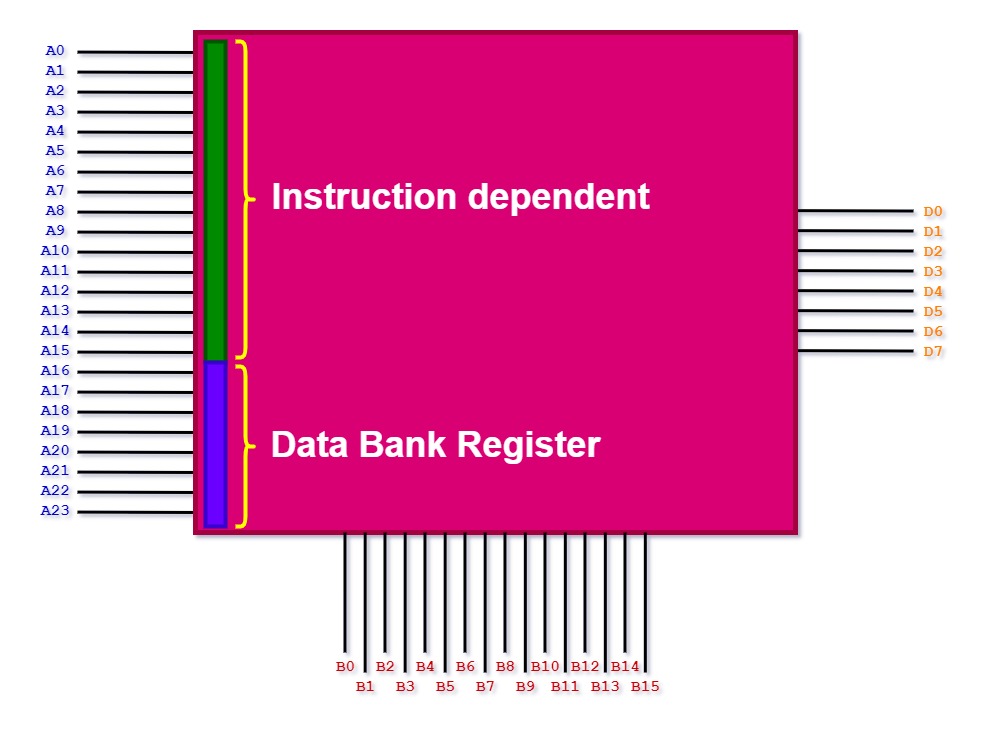 A0
A1
A2
A3
A4
A5
A6
A7
A8
A9
A10
A11
A12
A13
A14
A15
A16
A17
A18
A19
A20
A21
A22
A23
Instruction dependent
Data Bank Register
D0
D1
D2
D3
D4
D5
D6
D7
B0 B2 B4 B6 B8 B10 B12 B14
B1 B3 B5 B7 B9 B11 B13 B15